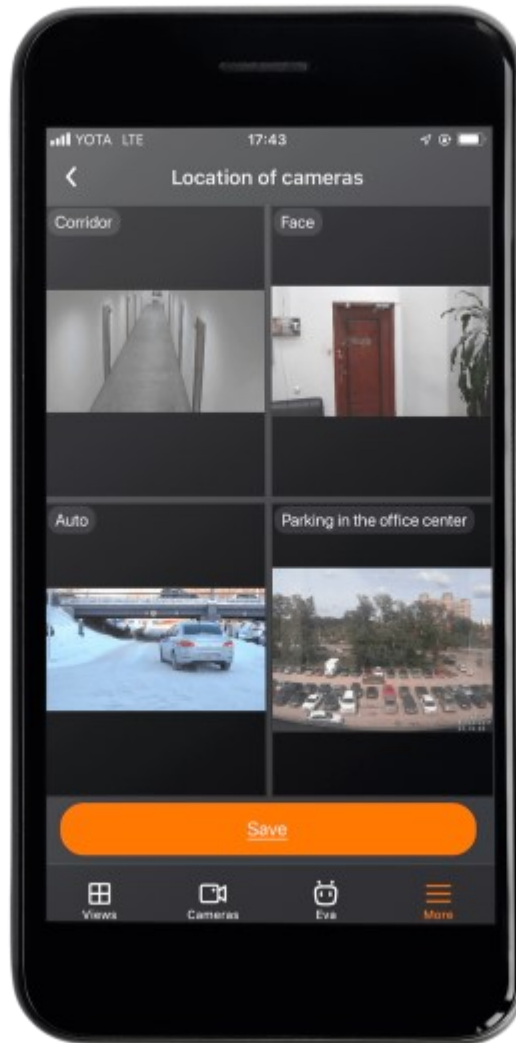 YOTA LTE 17:43
Location of cameras
Corridor
Face
Auto
Parking in the office center
Save
Views
Cameras
Eva
More